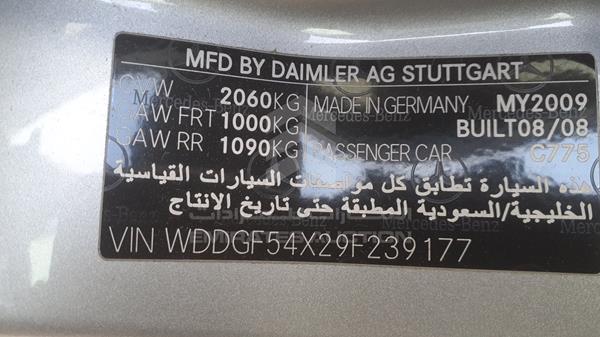 MFD BY DAIMLER AG STUTTGART
GVW 2060KG MADE IN GERMANY MY2009
GAW FRT 1000KG BUILT08/08
GAW RR 1090KG PASSENGER CAR C775
هذه السيارة تطابق كل مواصفات السيارات القياسية
الخليجية/السعودية المطبقة حتى تاريخ الإنتاج
VIN WDDGF54X29F239177